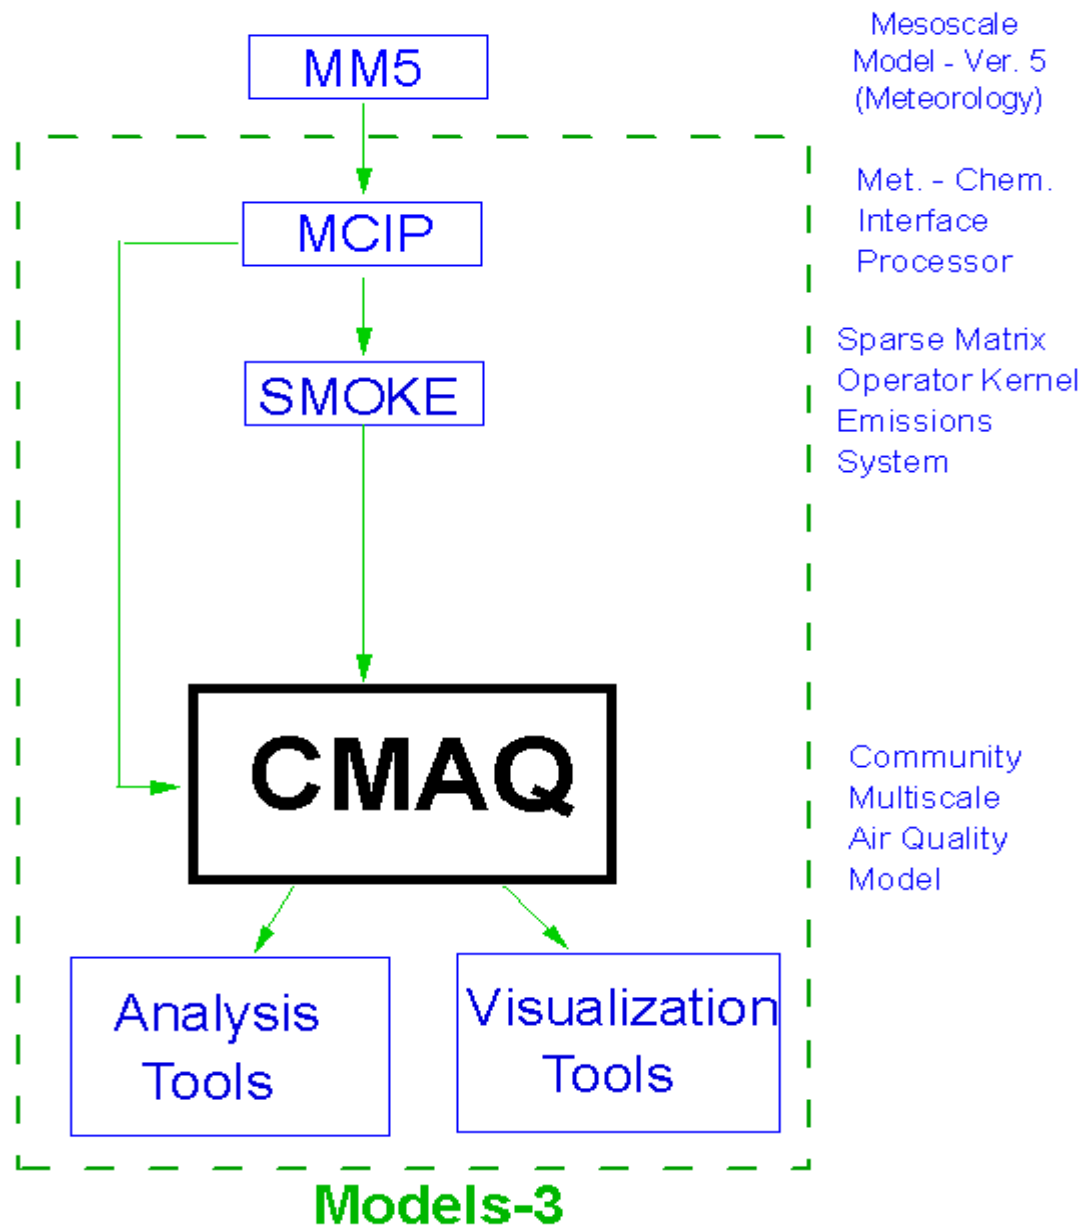 MM5
Mesoscale
Model - Ver. 5
(Meteorology)
MCIP
Met. - Chem.
Interface
Processor
SMOKE
Sparse Matrix
Operator Kernel
Emissions
System
CMAQ
Community
Multiscale
Air Quality
Model
Analysis
Tools
Visualization
Tools
Models-3